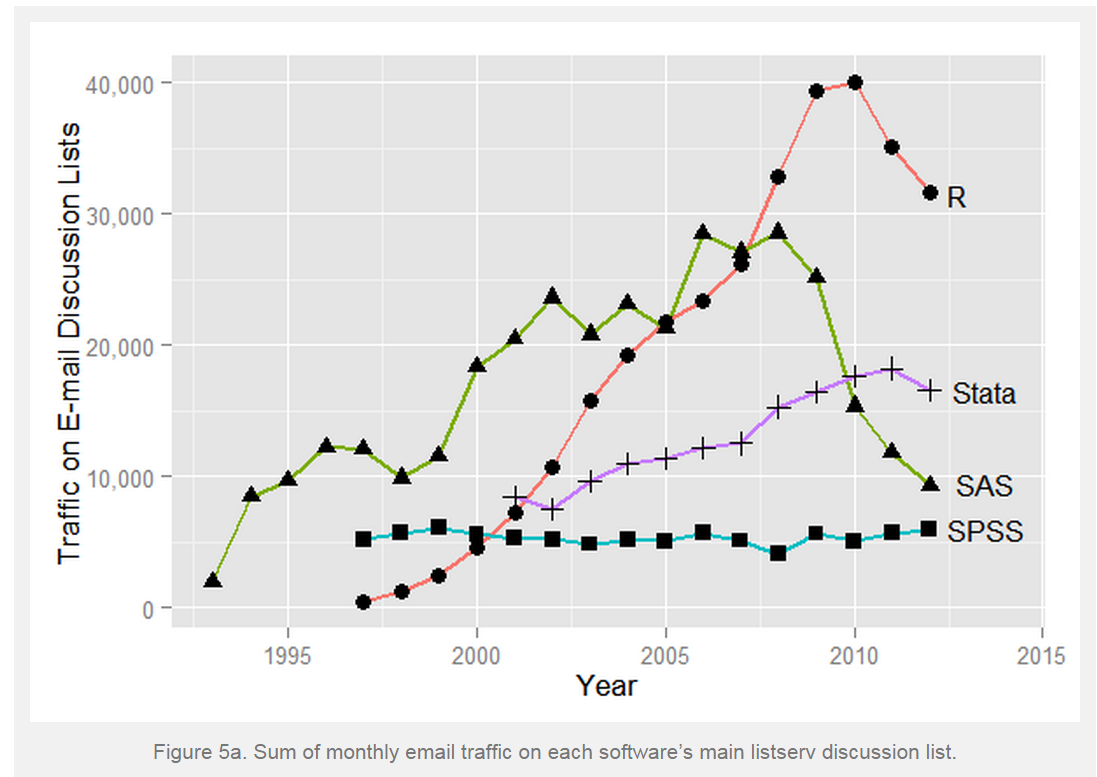 Traffic on E-mail Discussion Lists
40,000
30,000
20,000
10,000
0
R
Stata
SAS
SPSS
1995 2000 2005 2010 2015
Year
Figure 5a. Sum of monthly email traffic on each software's main listserv discussion list.